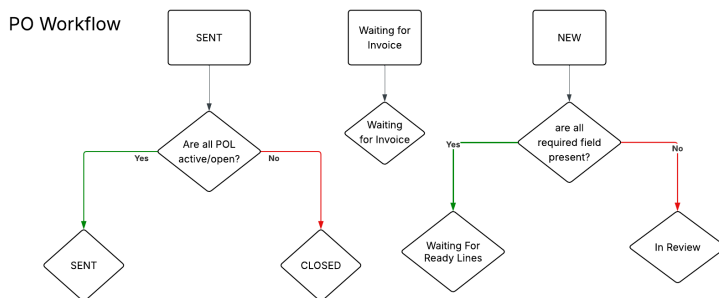 PO Workflow
SENT
Waiting for
Invoice
NEW
Are all POL
active/open?
Yes
No
Waiting
for Invoice
are all
required field
present?
Yes
No
SENT
CLOSED
Waiting For
Ready Lines
In Review